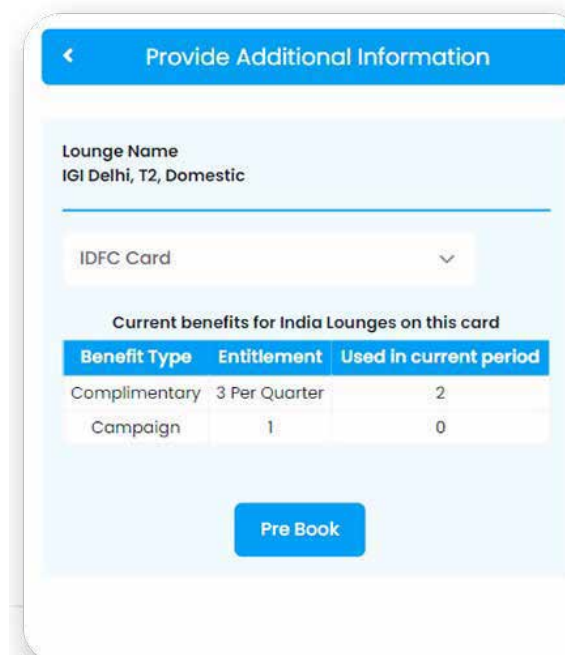 Provide Additional Information
Lounge Name
IGI Delhi, T2, Domestic
IDFC Card
Current benefits for India Lounges on this card
Benefit Type Entitlement Used in current period
Complimentary 3 Per Quarter 2
Campaign 1 0
Pre Book